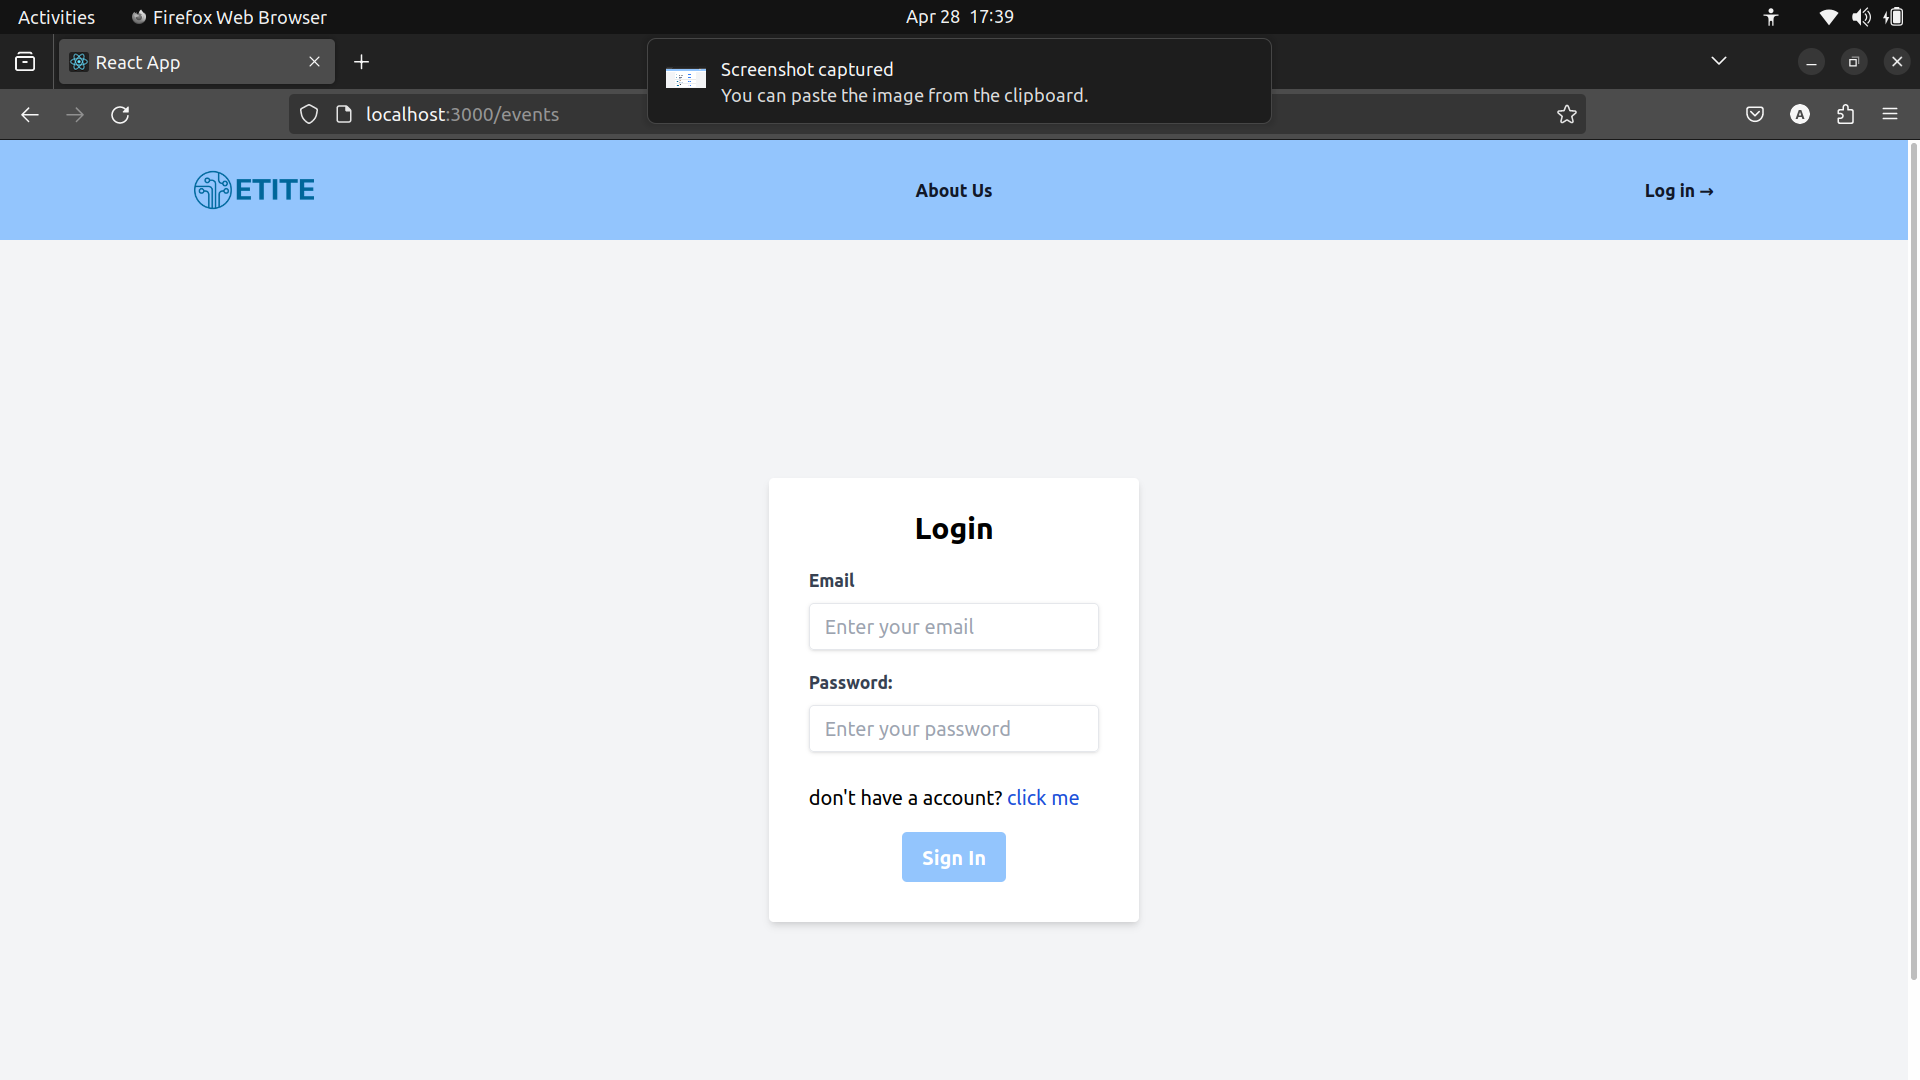 Activities
Firefox Web Browser
Apr 28 17:39
React App
Screenshot captured
You can paste the image from the clipboard.
localhost:3000/events
A
ETITE
About Us
Log in →
Login
Email
Enter your email
Password:
Enter your password
don't have a account? click me
Sign In